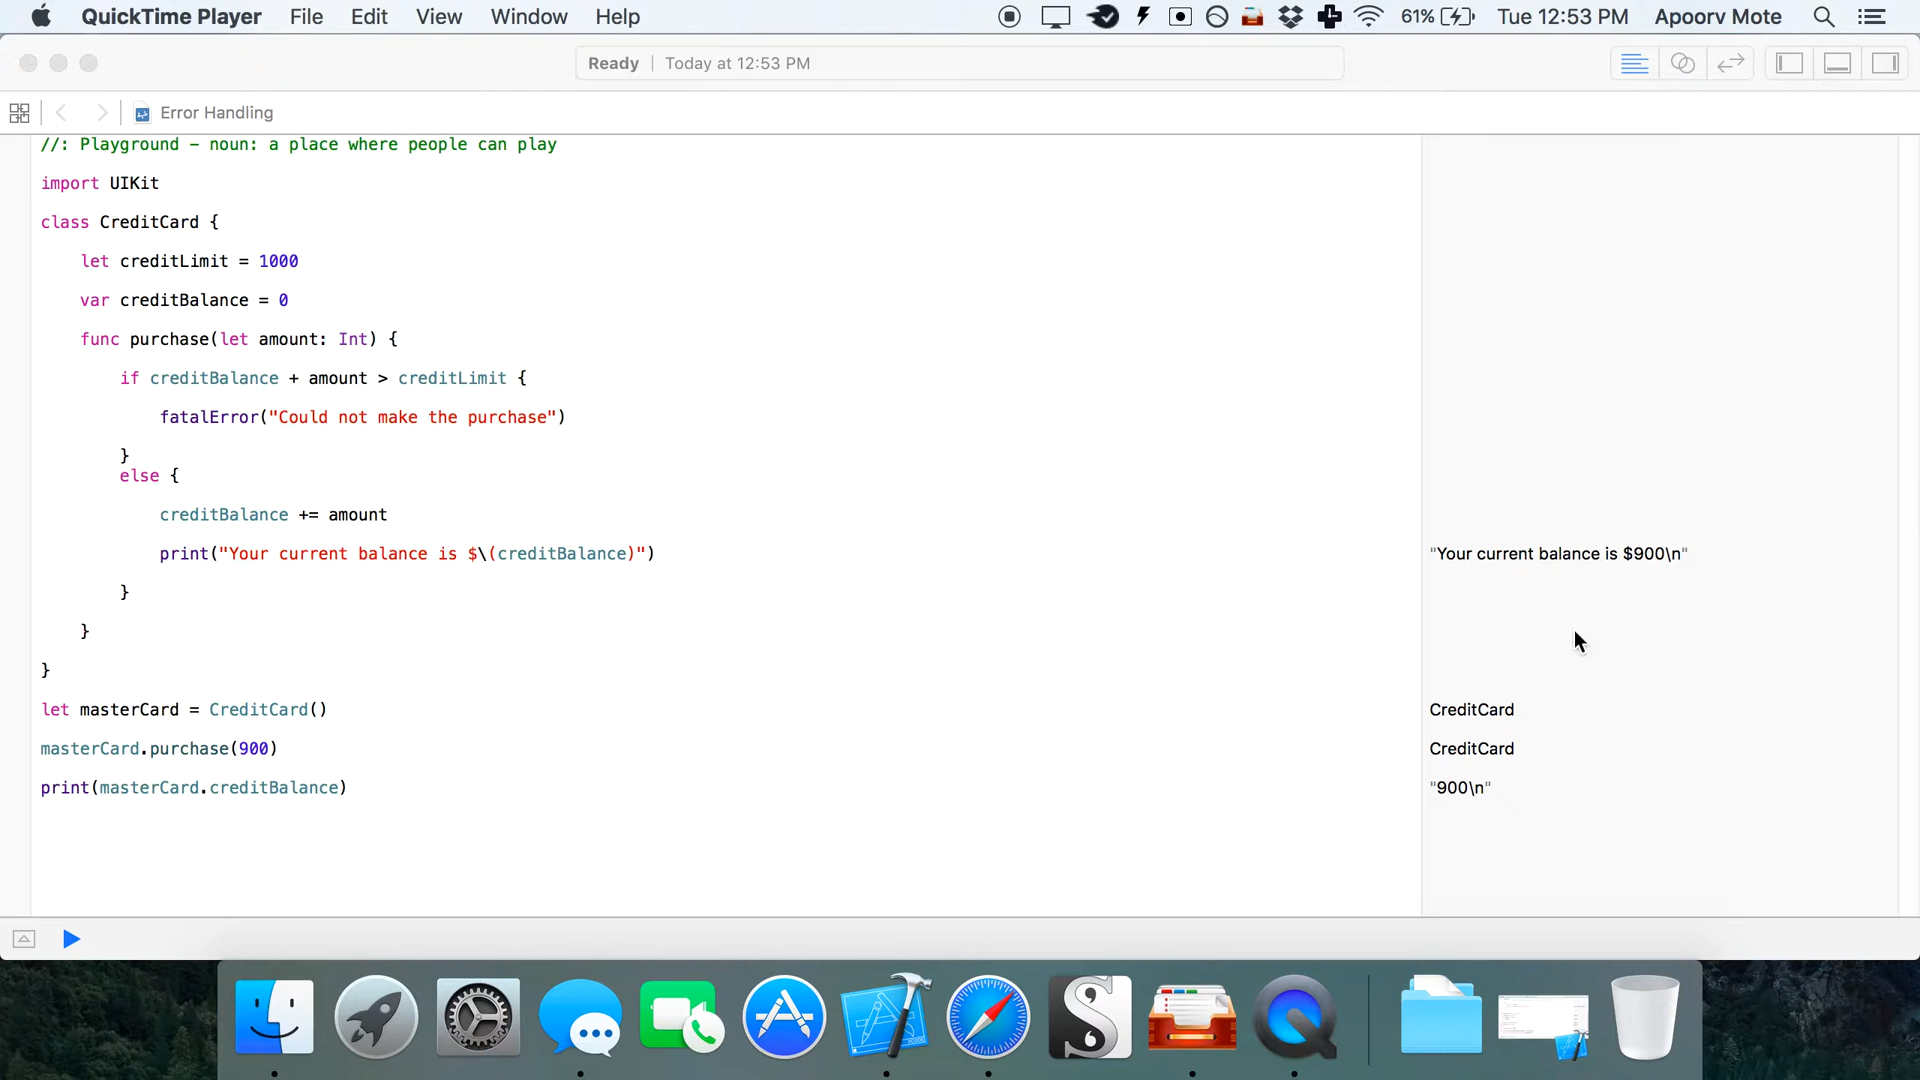 QuickTime Player File Edit View Window Help 61% Tue 12:53 PM Apoorv Mote
Ready | Today at 12:53 PM
Error Handling
//: Playground – noun: a place where people can play
import UIKit
class CreditCard {
let creditLimit = 1000
var creditBalance = 0
func purchase(let amount: Int) {
if creditBalance + amount > creditLimit {
fatalError("Could not make the purchase")
}
else {
creditBalance += amount
print("Your current balance is $\(creditBalance)") "Your current balance is $900\n"
}
}
}
let masterCard = CreditCard() CreditCard
masterCard.purchase(900) CreditCard
print(masterCard.creditBalance) "900\n"